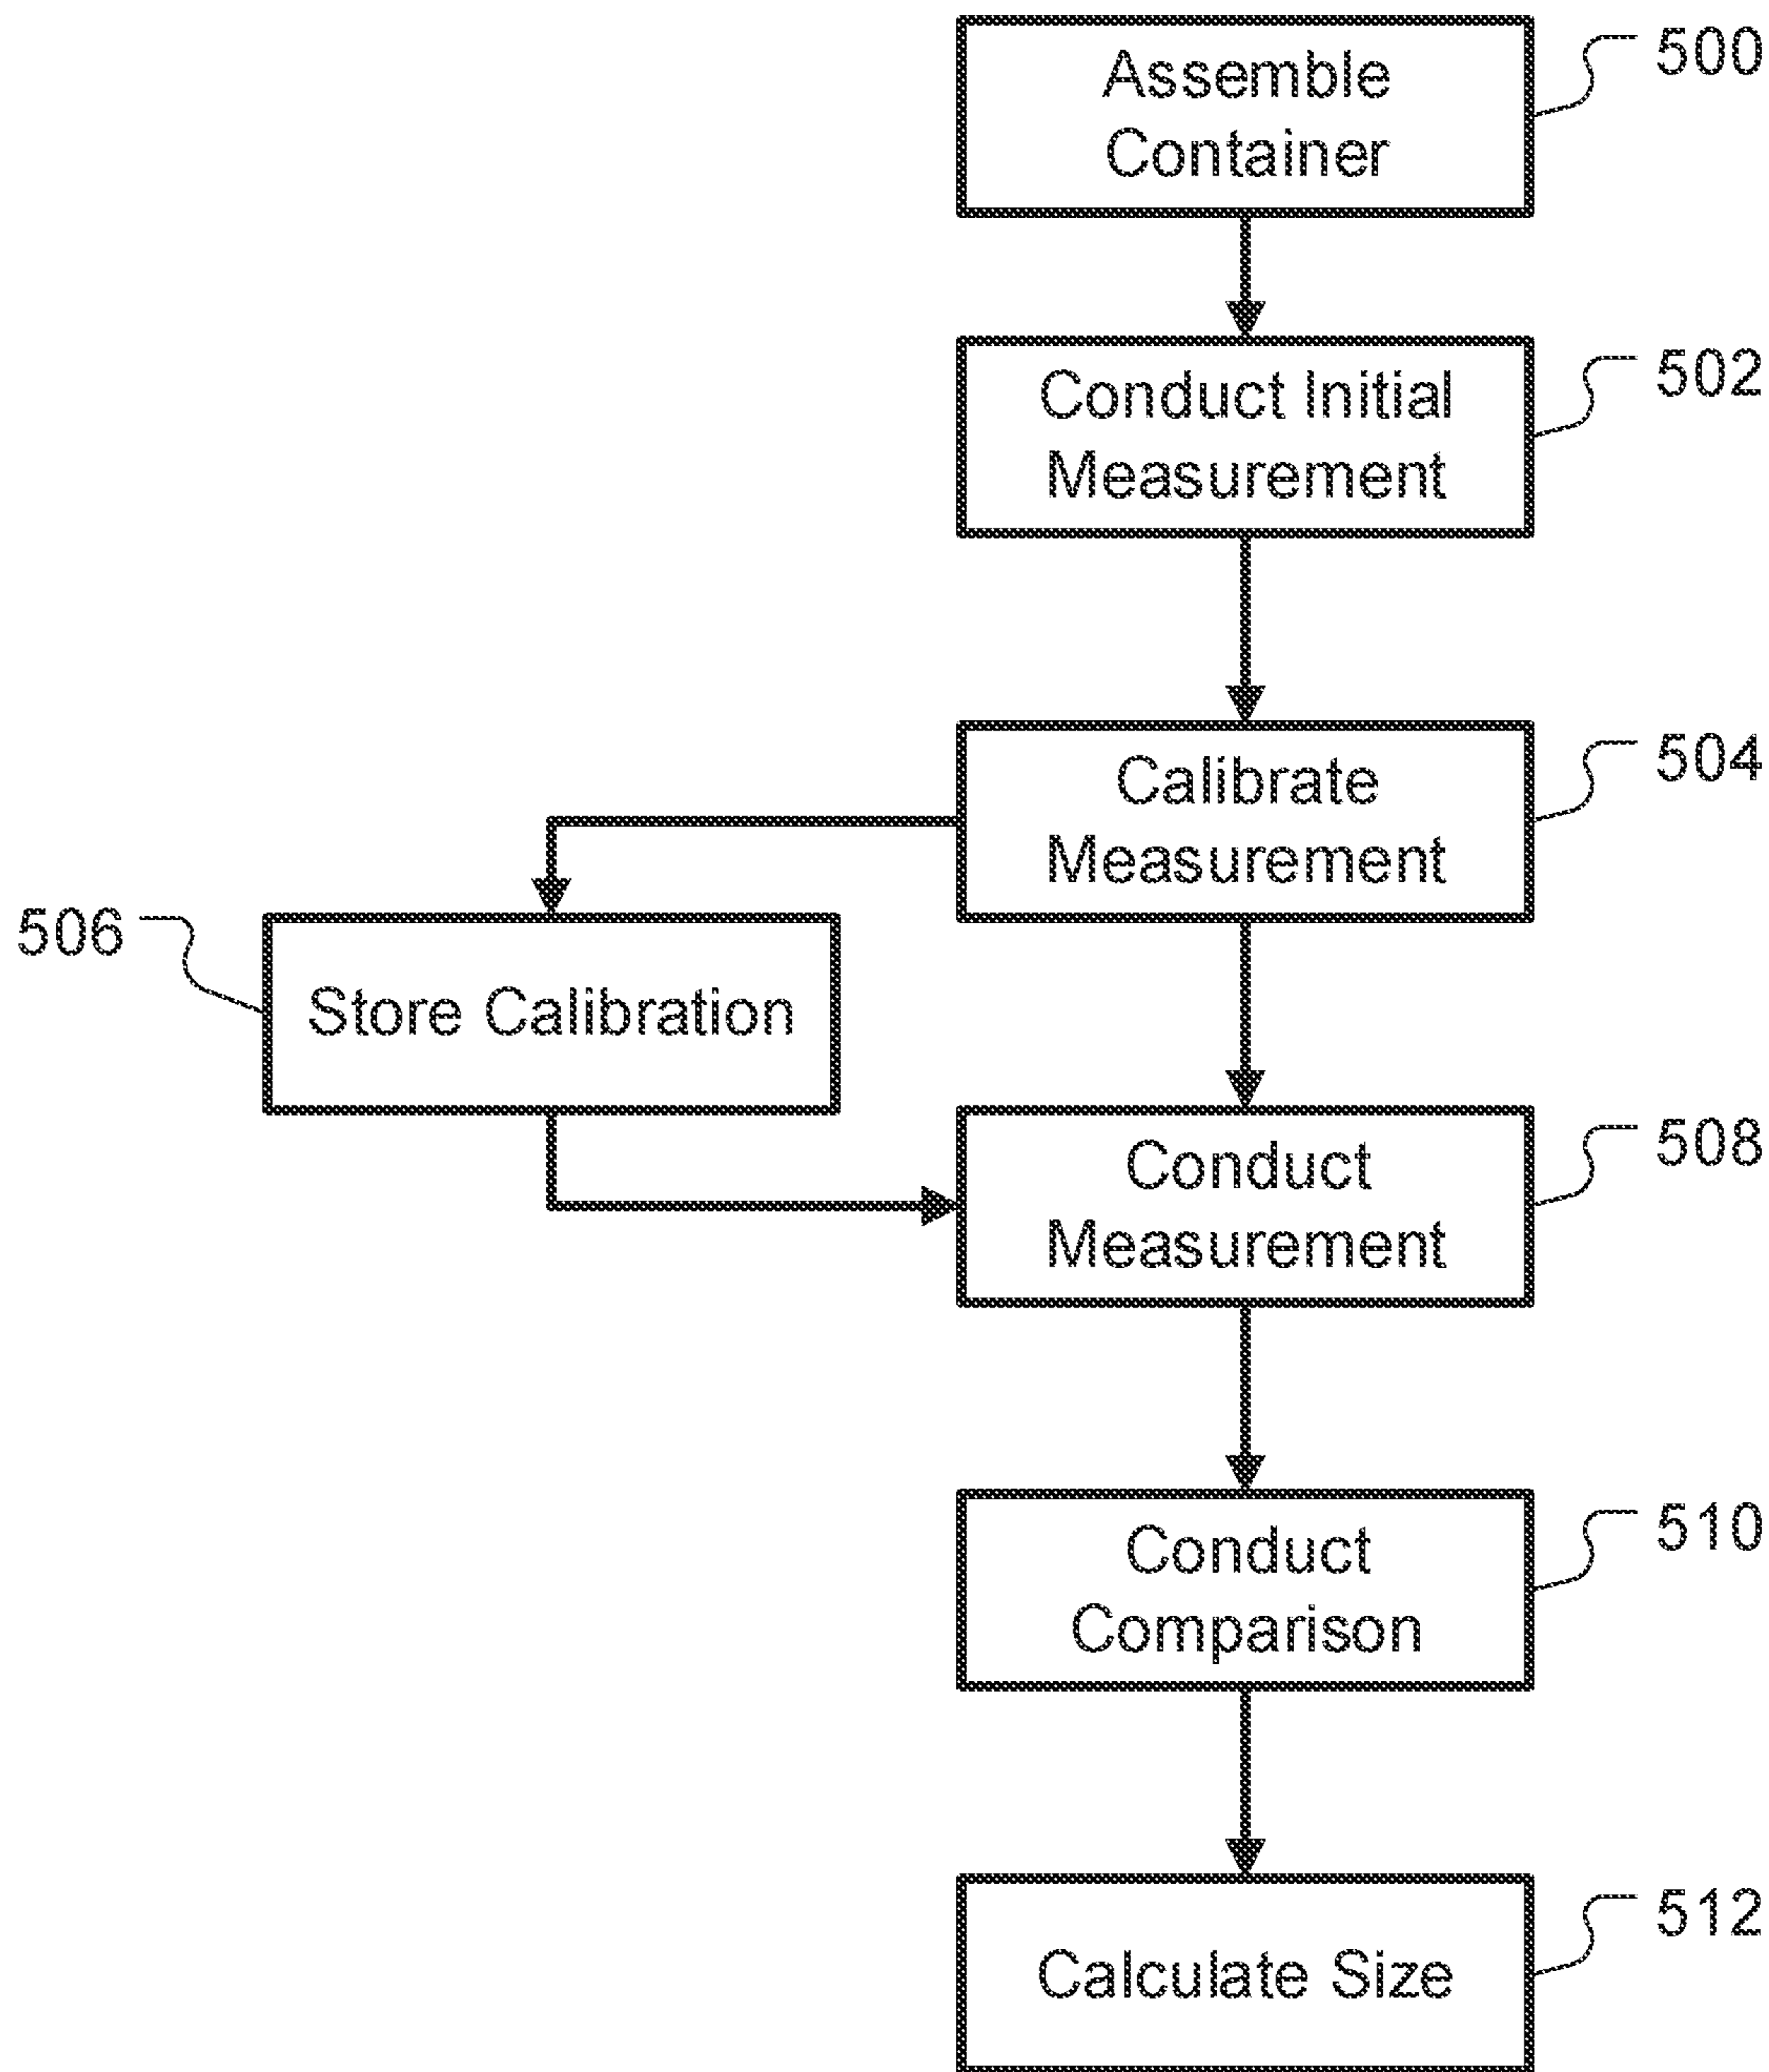 Assemble
Container
500
Conduct Initial
Measurement
502
Calibrate
Measurement
504
506
Store Calibration
Conduct
Measurement
508
Conduct
Comparison
510
Calculate Size
512